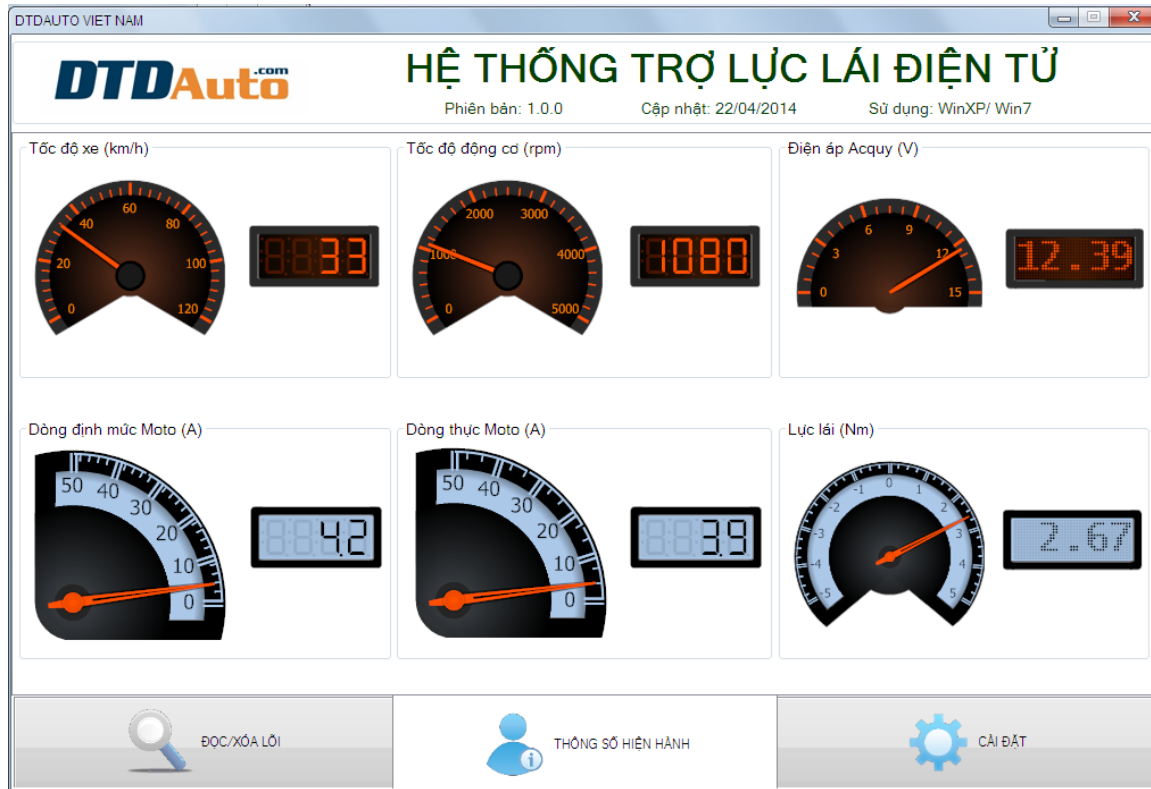 DTDAUTO VIET NAM
DTDAuto.com
HỆ THỐNG TRỢ LỰC LÁI ĐIỆN TỬ
Phiên bản: 1.0.0 Cập nhật: 22/04/2014 Sử dụng: WinXP/ Win7
Tốc độ xe (km/h)
0 20 40 60 80 100 120
33
Tốc độ động cơ (rpm)
0 1000 2000 3000 4000 5000
1080
Điện áp Acquy (V)
0 3 6 9 12 15
12.39
Dòng định mức Moto (A)
50 40 30 20 10 0
4.2
Dòng thực Moto (A)
50 40 30 20 10 0
3.9
Lực lái (Nm)
-5 -4 -3 -2 -1 0 1 2 3 4 5
2.67
ĐỌC/XÓA LỖI
THÔNG SỐ HIỆN HÀNH
CÀI ĐẶT